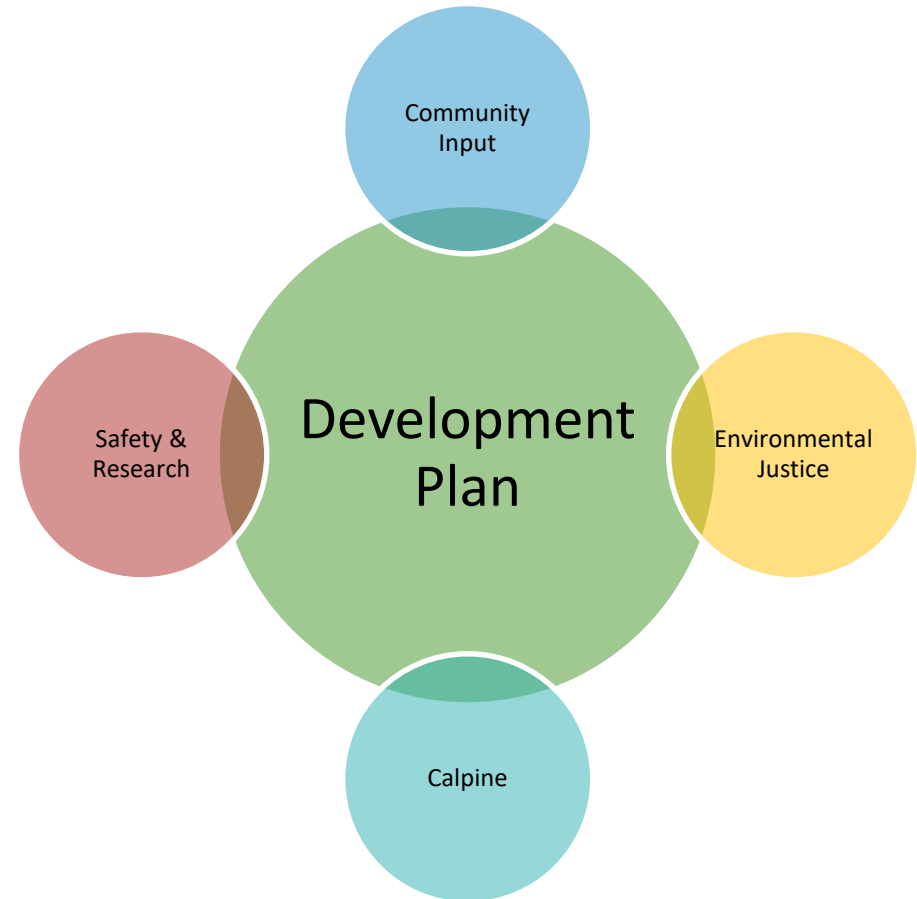 Community
Input
Development
Plan
Safety &
Research
Environmental
Justice
Calpine